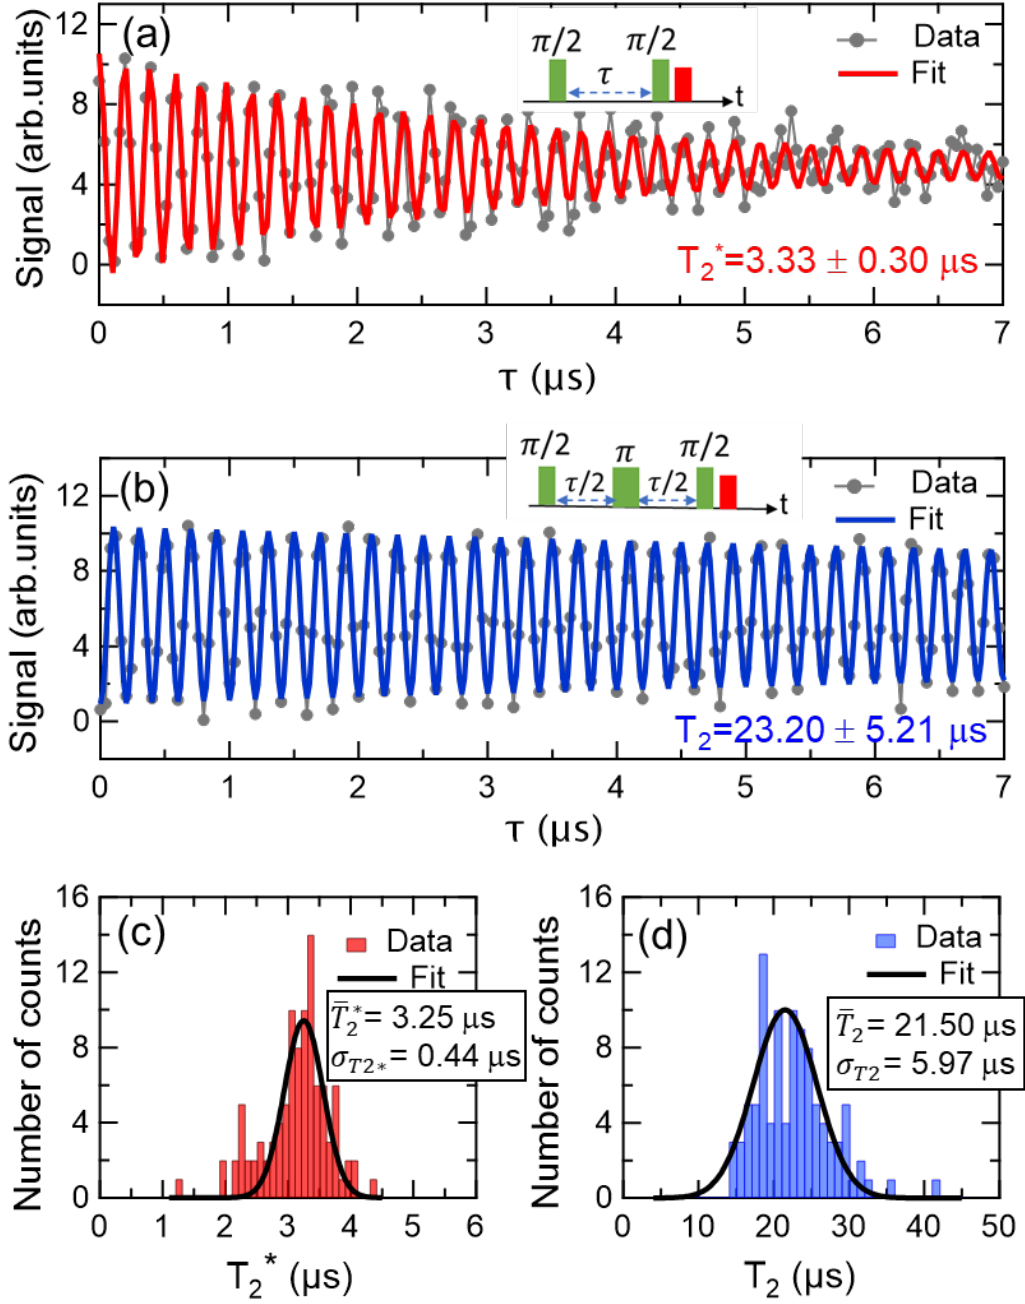 (a)
π/2
π/2
τ
t
Data
Fit
12
8
4
0
Signal (arb.units)
T2*=3.33 ± 0.30 μs
0 1 2 3 4 5 6 7
τ (μs)
(b)
π/2
π
π/2
τ/2
τ/2
t
Data
Fit
12
8
4
0
Signal (arb.units)
T2=23.20 ± 5.21 μs
0 1 2 3 4 5 6 7
τ (μs)
(c)
Data
Fit
T̄2*= 3.25 μs
σT2*= 0.44 μs
16
12
8
4
0
Number of counts
0 1 2 3 4 5 6
T2* (μs)
(d)
Data
Fit
T̄2= 21.50 μs
σT2= 5.97 μs
16
12
8
4
0
Number of counts
0 10 20 30 40 50
T2 (μs)